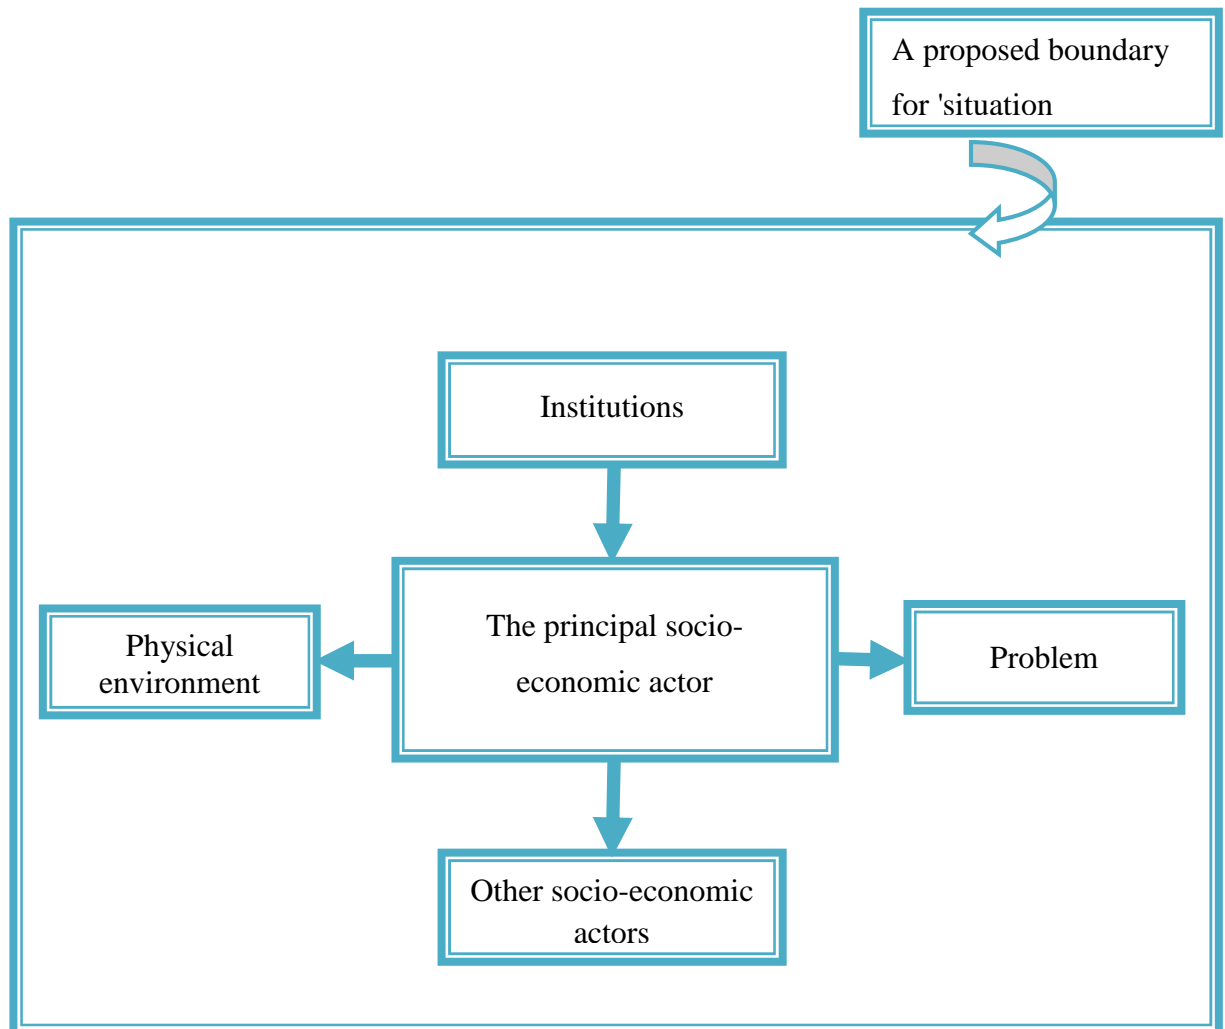 A proposed boundary
for 'situation
Institutions
The principal socio-
economic actor
Physical
environment
Problem
Other socio-economic
actors